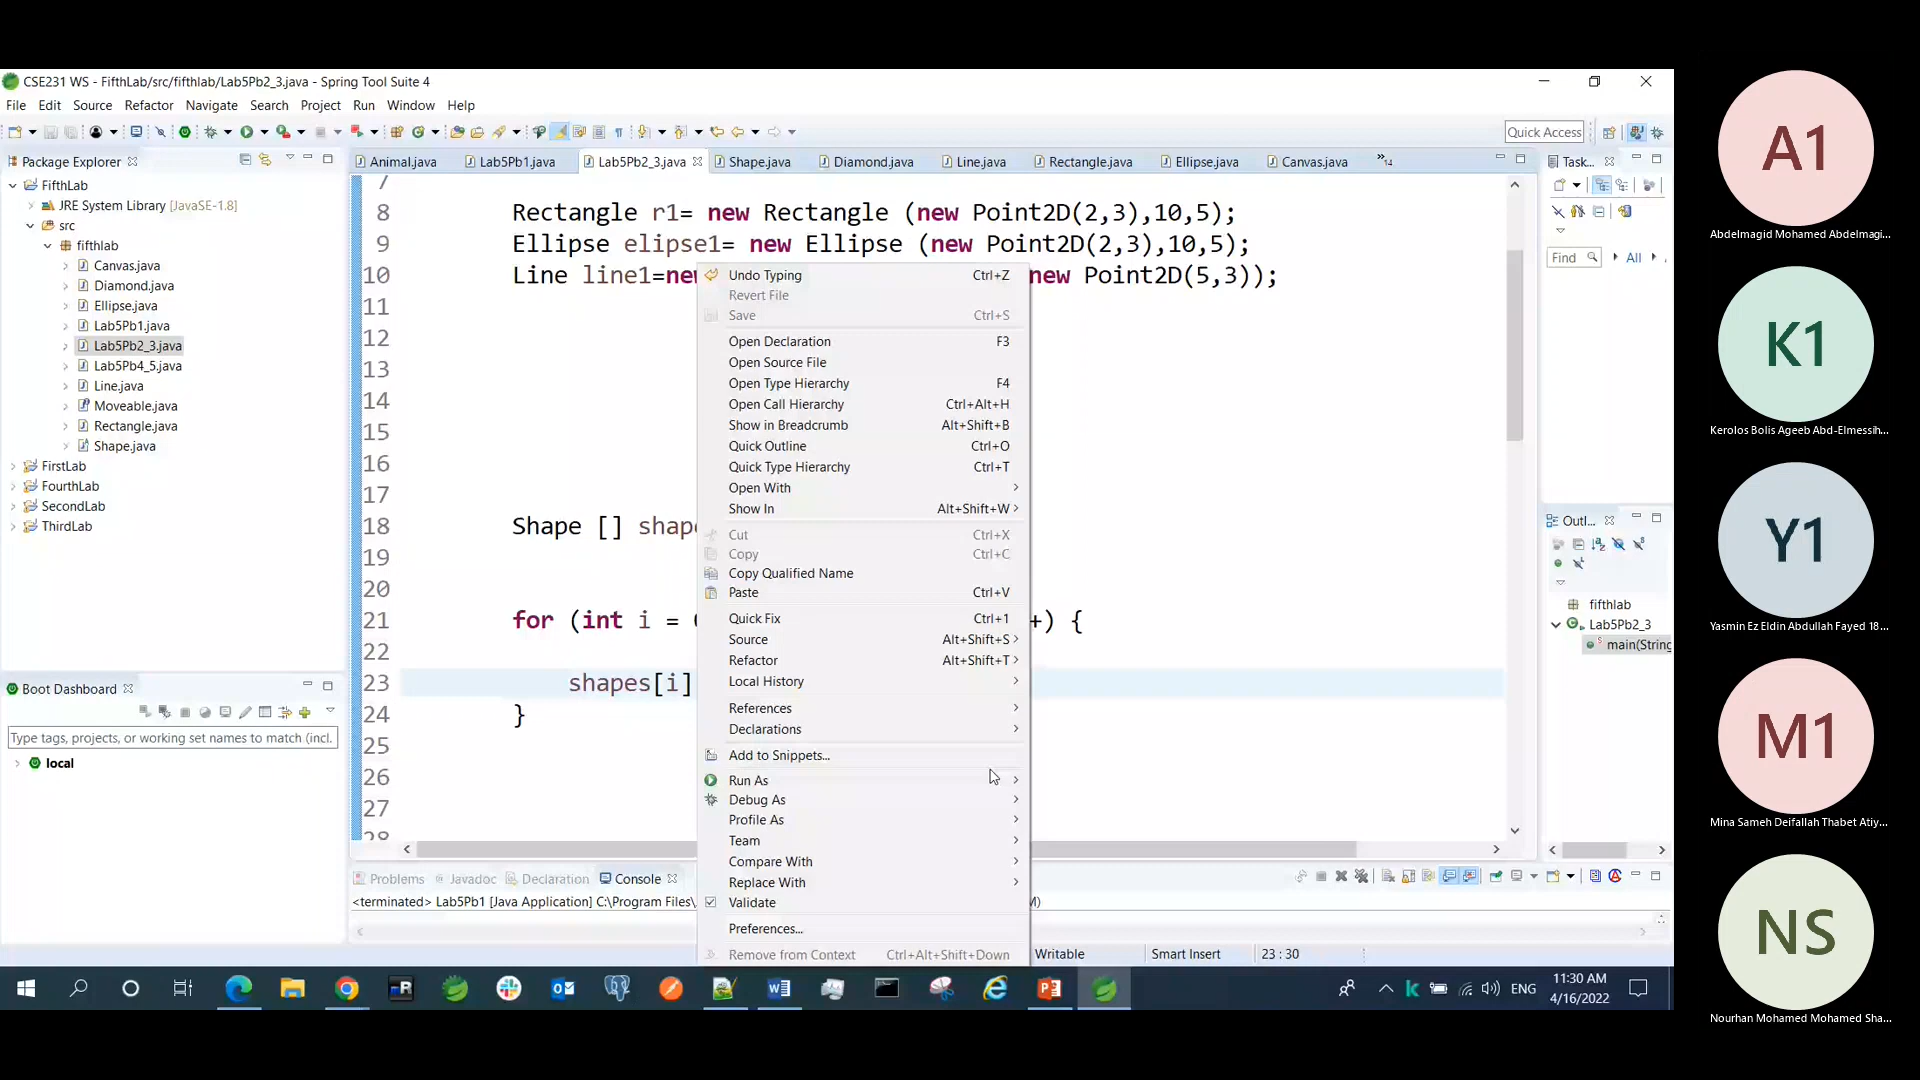 CSE231 WS - FifthLab/src/fifthlab/Lab5Pb2_3.java - Spring Tool Suite 4
File Edit Source Refactor Navigate Search Project Run Window Help
Quick Access
Package Explorer
Animal.java Lab5Pb1.java Lab5Pb2_3.java Shape.java Diamond.java Line.java Rectangle.java Ellipse.java Canvas.java »14
Task...
FifthLab
JRE System Library [JavaSE-1.8]
src
fifthlab
Canvas.java
Diamond.java
Ellipse.java
Lab5Pb1.java
Lab5Pb2_3.java
Lab5Pb4_5.java
Line.java
Moveable.java
Rectangle.java
Shape.java
FirstLab
FourthLab
SecondLab
ThirdLab
Boot Dashboard
Type tags, projects, or working set names to match (incl.
local
7
8 Rectangle r1= new Rectangle (new Point2D(2,3),10,5);
9 Ellipse elipse1= new Ellipse (new Point2D(2,3),10,5);
10 Line line1=new new Point2D(5,3));
11
12
13
14
15
16
17
18 Shape [] shap
19
20
21 for (int i = +) {
22
23 shapes[i]
24 }
25
26
27
28
Undo Typing Ctrl+Z
Revert File
Save Ctrl+S
Open Declaration F3
Open Source File
Open Type Hierarchy F4
Open Call Hierarchy Ctrl+Alt+H
Show in Breadcrumb Alt+Shift+B
Quick Outline Ctrl+O
Quick Type Hierarchy Ctrl+T
Open With
Show In Alt+Shift+W
Cut Ctrl+X
Copy Ctrl+C
Copy Qualified Name
Paste Ctrl+V
Quick Fix Ctrl+1
Source Alt+Shift+S
Refactor Alt+Shift+T
Local History
References
Declarations
Add to Snippets...
Run As
Debug As
Profile As
Team
Compare With
Replace With
Validate
Preferences...
Remove from Context Ctrl+Alt+Shift+Down
Find All
Outl...
fifthlab
Lab5Pb2_3
main(String
Problems Javadoc Declaration Console
<terminated> Lab5Pb1 [Java Application] C:\Program Files\ M)
Writable Smart Insert 23 : 30
ENG
11:30 AM
4/16/2022
A1
Abdelmagid Mohamed Abdelmagi...
K1
Kerolos Bolis Ageeb Abd-Elmessih...
Y1
Yasmin Ez Eldin Abdullah Fayed 18...
M1
Mina Sameh Deifallah Thabet Atiy...
NS
Nourhan Mohamed Mohamed Sha...